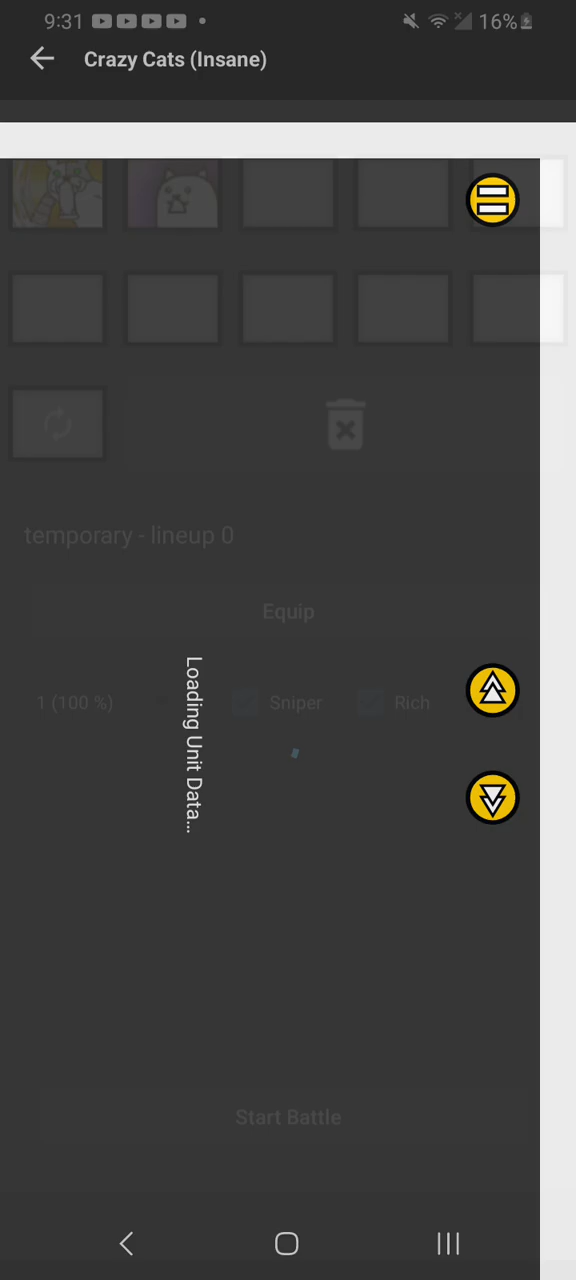 9:31
16%
Crazy Cats (Insane)
temporary - lineup 0
Equip
1 (100 %)
Sniper
Rich
Loading Unit Data...
Start Battle